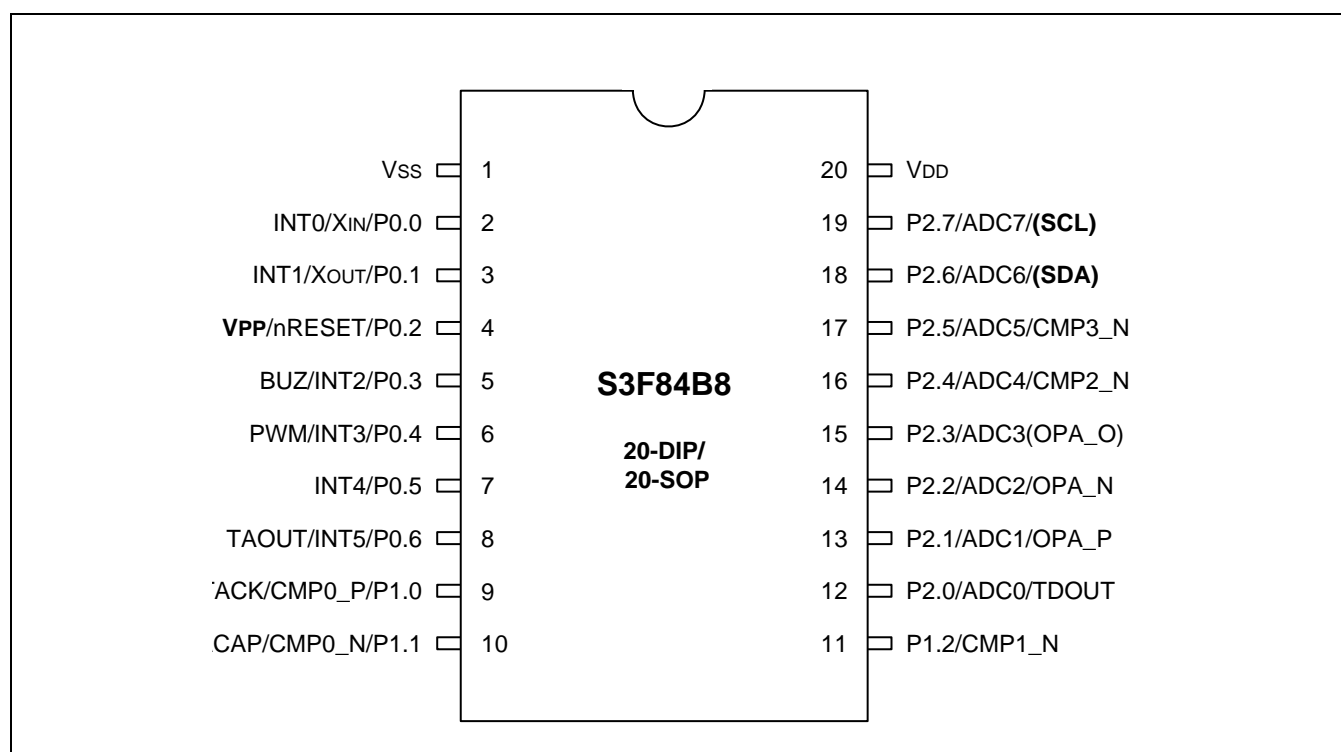 Vss 1
INT0/XIN/P0.0 2
INT1/XOUT/P0.1 3
VPP/nRESET/P0.2 4
BUZ/INT2/P0.3 5
PWM/INT3/P0.4 6
INT4/P0.5 7
TAOUT/INT5/P0.6 8
ACK/CMP0_P/P1.0 9
CAP/CMP0_N/P1.1 10
S3F84B8
20-DIP/
20-SOP
20 VDD
19 P2.7/ADC7/(SCL)
18 P2.6/ADC6/(SDA)
17 P2.5/ADC5/CMP3_N
16 P2.4/ADC4/CMP2_N
15 P2.3/ADC3(OPA_O)
14 P2.2/ADC2/OPA_N
13 P2.1/ADC1/OPA_P
12 P2.0/ADC0/TDOUT
11 P1.2/CMP1_N